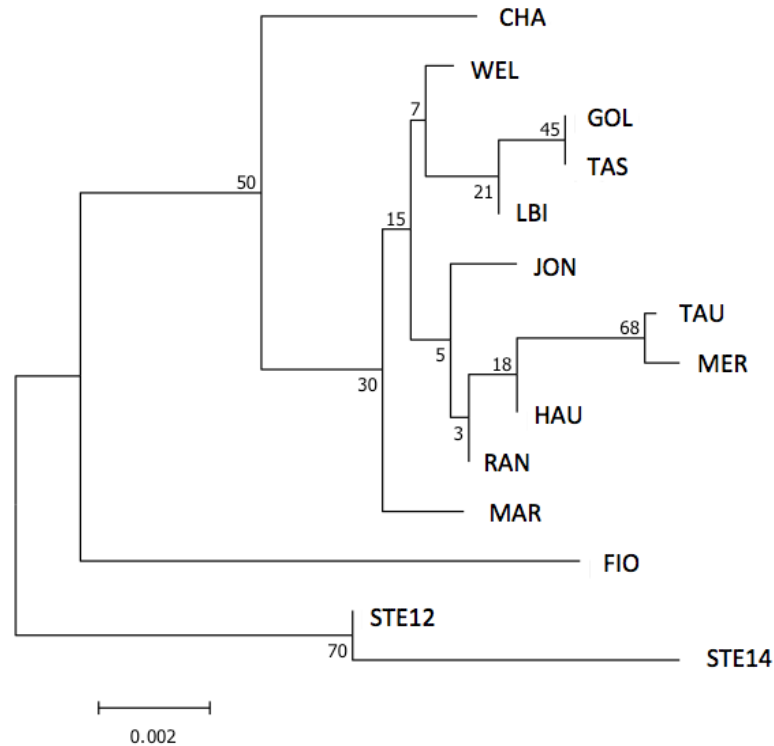 CHA
WEL
7
GOL
45
TAS
50
21
LBI
15
JON
TAU
68
MER
5
18
30
HAU
3
RAN
MAR
FIO
STE12
70
STE14
0.002